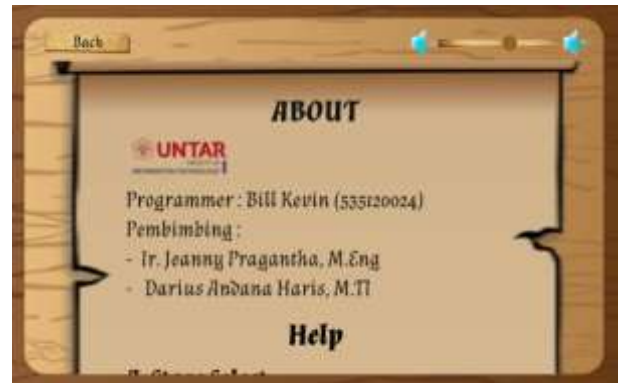 Back
ABOUT
UNTAR
Programmer : Bill Kevin (535120024)
Pembimbing :
- Ir. Jeanny Pragantha, M.Eng
- Darius Andana Haris, M.TI
Help